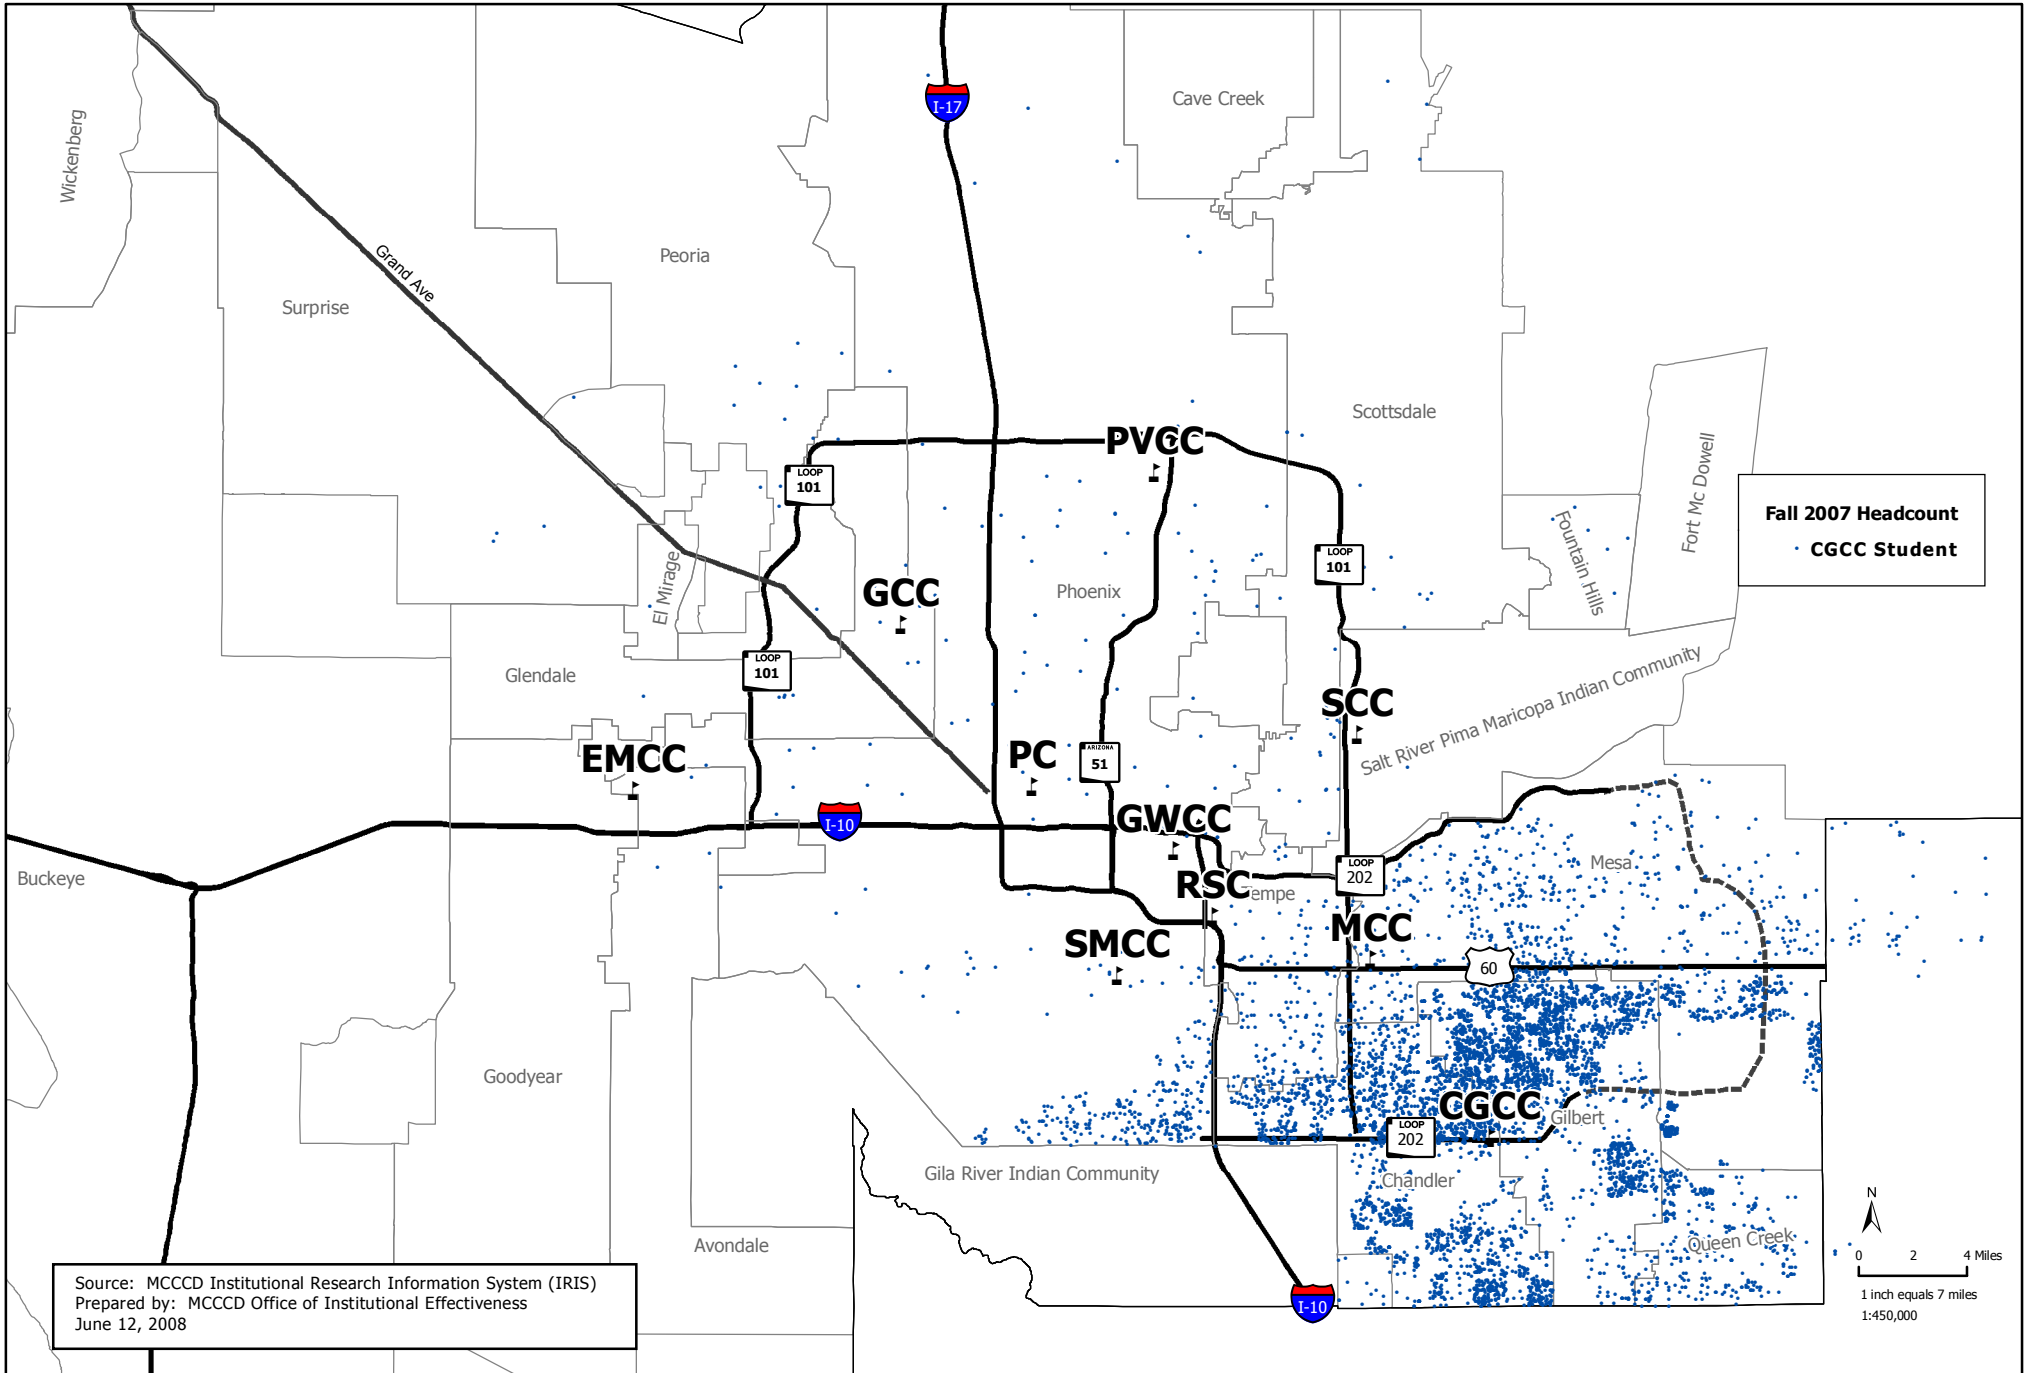 I-17
Cave Creek
Wickenberg
Peoria
Grand Ave
Surprise
Scottsdale
PVCC
LOOP
101
Fort Mc Dowell
Fall 2007 Headcount
CGCC Student
Fountain Hills
LOOP
101
El Mirage
GCC
Phoenix
LOOP
101
Glendale
SCC
Salt River Pima Maricopa Indian Community
EMCC
PC
ARIZONA
51
I-10
GWCC
Mesa
LOOP
202
Buckeye
RSC
empe
MCC
SMCC
60
Goodyear
CGCC
Gilbert
LOOP
202
Gila River Indian Community
Chandler
N
Avondale
Queen Creek
0 2 4 Miles
1 inch equals 7 miles
1:450,000
I-10
Source: MCCCD Institutional Research Information System (IRIS)
Prepared by: MCCCD Office of Institutional Effectiveness
June 12, 2008